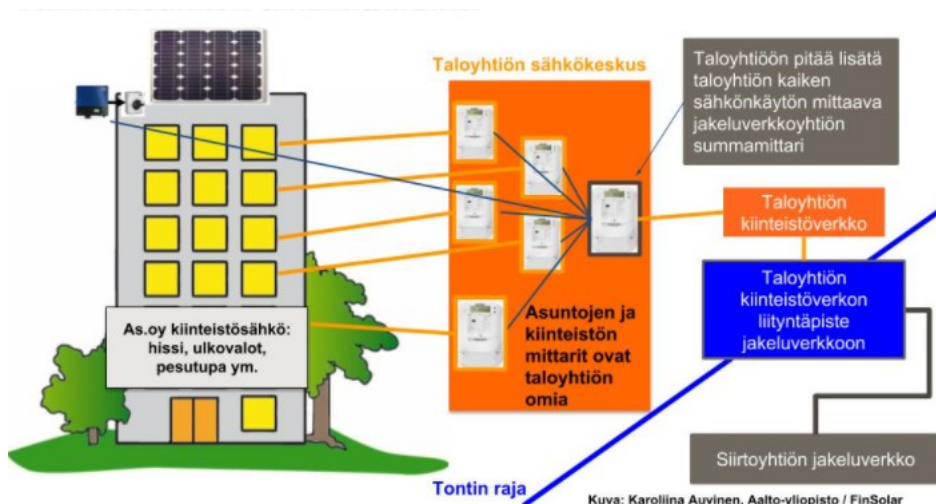 Taloyhtiön sähkökeskus
Taloyhtiöön pitää lisätä
taloyhtiön kaiken
sähkönkäytön mittaava
jakeluverkkoyhtiön
summamittari
Taloyhtiön
kiinteistöverkko
Taloyhtiön
kiinteistöverkon
liityntäpiste
jakeluverkkoon
As.oy kiinteistösähkö:
hissi, ulkovalot,
pesutupa ym.
Asuntojen ja
kiinteistön
mittarit ovat
taloyhtiön
omia
Siirtoyhtiön jakeluverkko
Tontin raja
Kuva: Karoliina Auvinen, Aalto-yliopisto / FinSolar